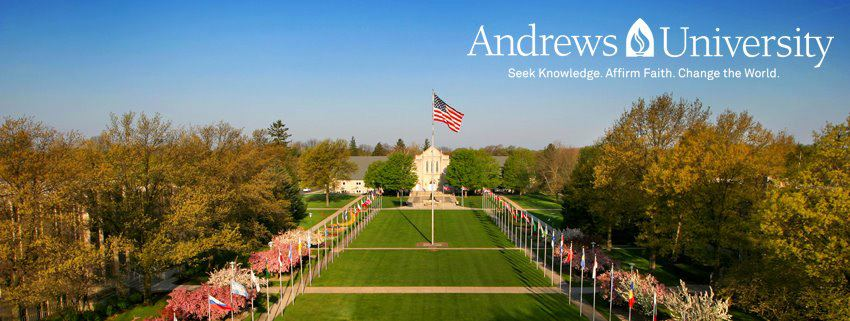 Andrews University
Seek Knowledge. Affirm Faith. Change the World.